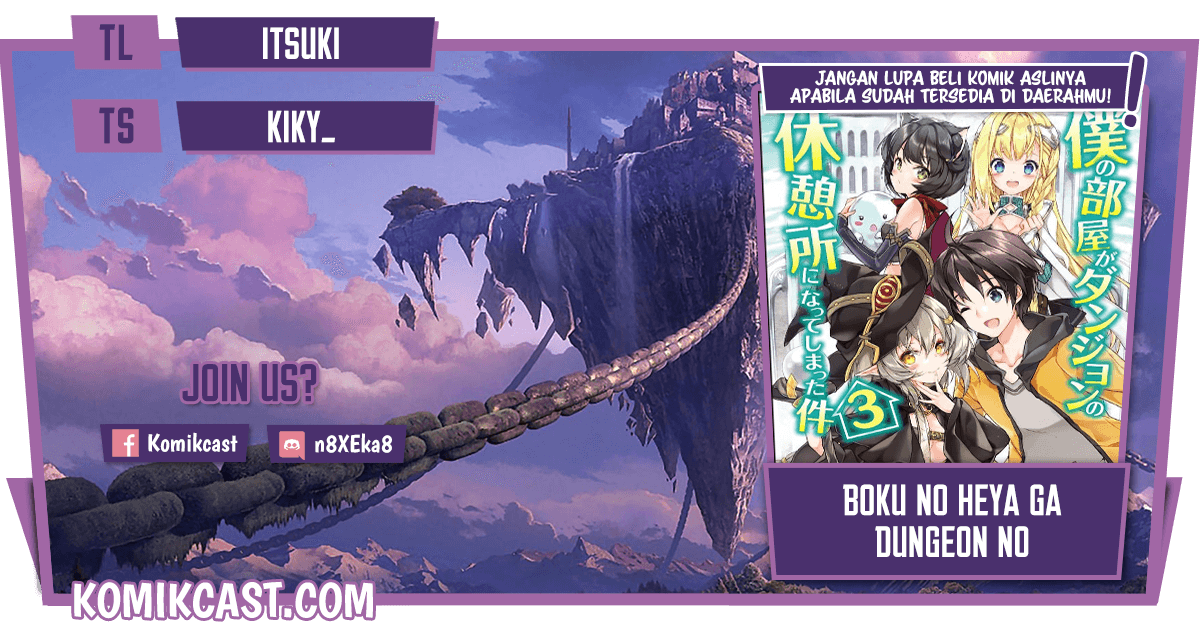 TL
ITSUKI
TS
KIKY_
JOIN US?
Komikcast
n8XEka8
KOMIKCAST.COM
JANGAN LUPA BELI KOMIK ASLINYA
APABILA SUDAH TERSEDIA DI DAERAHMU!
僕の部屋がダンジョンの
休憩所になってしまった件
3
BOKU NO HEYA GA
DUNGEON NO